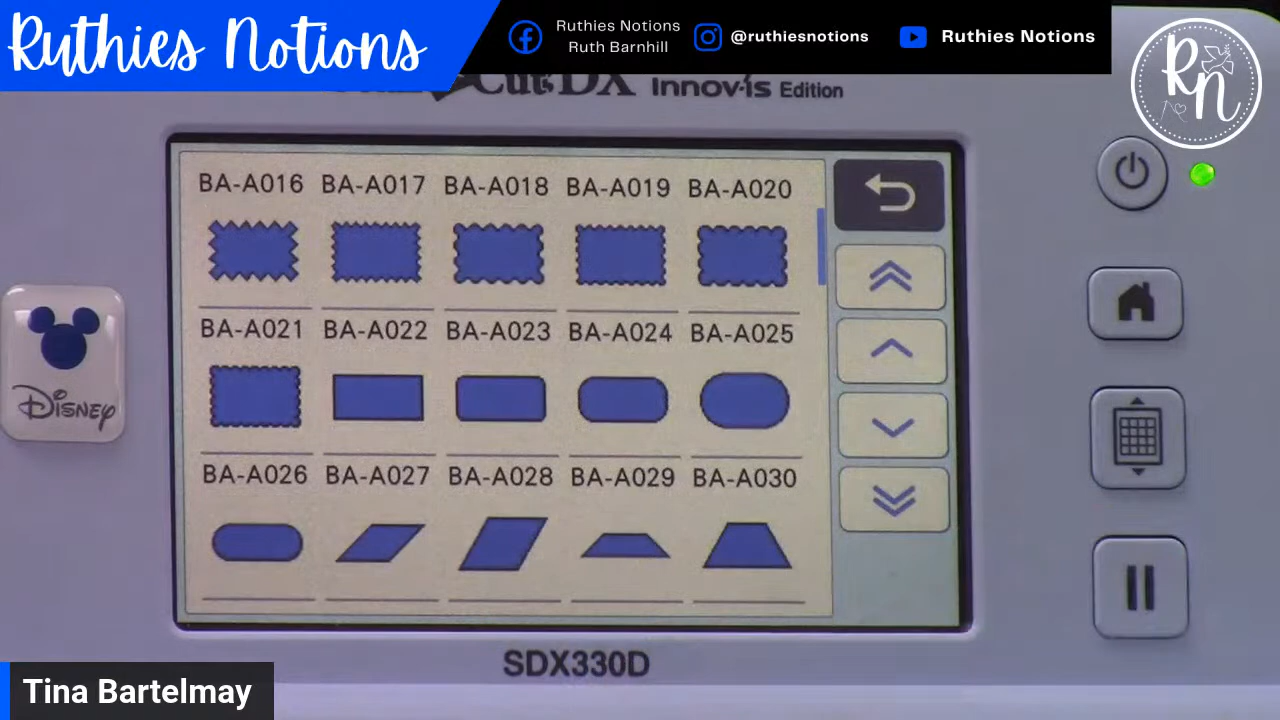 Ruthies Notions
Ruthies Notions
Ruth Barnhill
@ruthiesnotions
Ruthies Notions
RN
CutDX Innov-is Edition
BA-A016 BA-A017 BA-A018 BA-A019 BA-A020
BA-A021 BA-A022 BA-A023 BA-A024 BA-A025
BA-A026 BA-A027 BA-A028 BA-A029 BA-A030
Disney
SDX330D
Tina Bartelmay